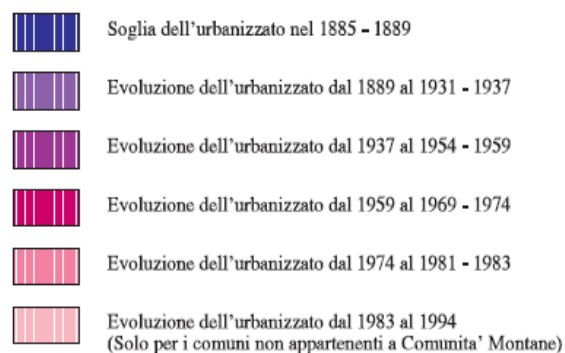 Soglia dell'urbanizzato nel 1885 - 1889
Evoluzione dell'urbanizzato dal 1889 al 1931 - 1937
Evoluzione dell'urbanizzato dal 1937 al 1954 - 1959
Evoluzione dell'urbanizzato dal 1959 al 1969 - 1974
Evoluzione dell'urbanizzato dal 1974 al 1981 - 1983
Evoluzione dell'urbanizzato dal 1983 al 1994
(Solo per i comuni non appartenenti a Comunita' Montane)